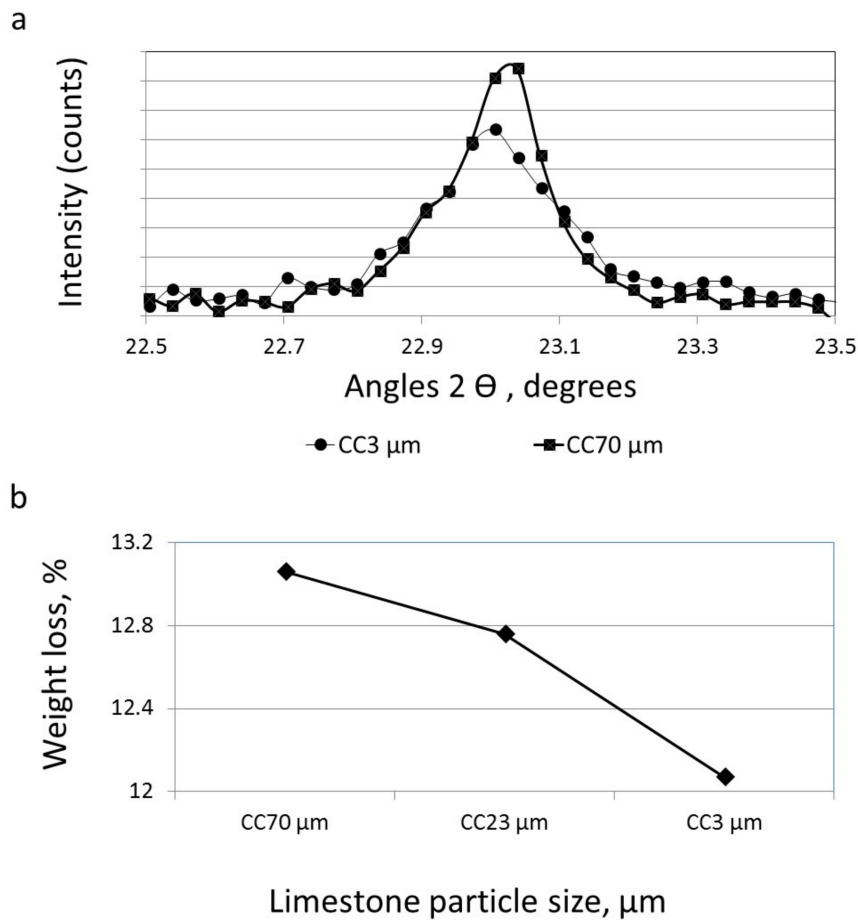 a
Intensity (counts)
22.5 22.7 22.9 23.1 23.3 23.5
Angles 2 Ɵ , degrees
CC3 µm CC70 µm
b
Weight loss, %
13.2
12.8
12.4
12
CC70 µm CC23 µm CC3 µm
Limestone particle size, µm